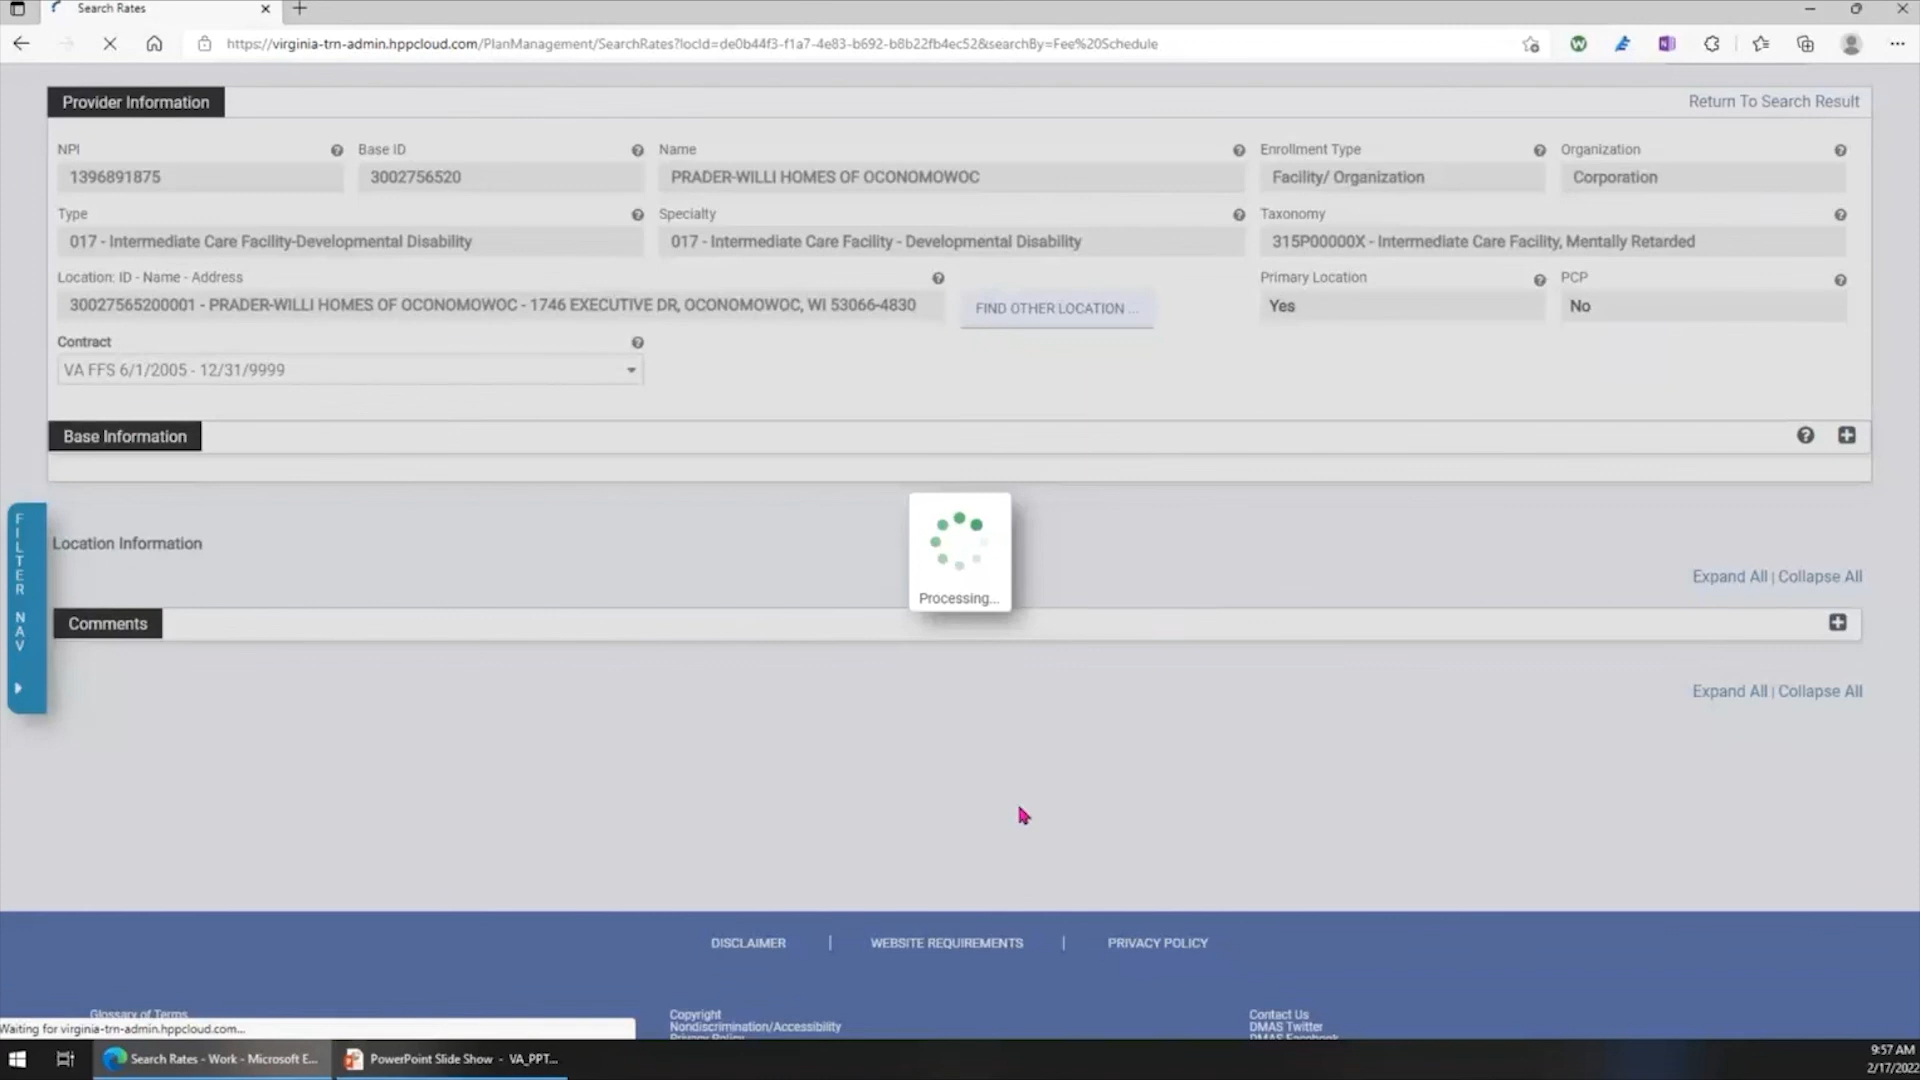 Search Rates
https://virginia-trn-admin.hppcloud.com/PlanManagement/SearchRates?locId=de0b44f3-f1a7-4e83-b692-b8b22fb4ec52&searchBy=Fee%20Schedule
Provider Information
Return To Search Result
NPI
Base ID
Name
Enrollment Type
Organization
1396891875
3002756520
PRADER-WILLI HOMES OF OCONOMOWOC
Facility/ Organization
Corporation
Type
Specialty
Taxonomy
017 - Intermediate Care Facility-Developmental Disability
017 - Intermediate Care Facility - Developmental Disability
315P00000X - Intermediate Care Facility, Mentally Retarded
Location: ID - Name - Address
Primary Location
PCP
30027565200001 - PRADER-WILLI HOMES OF OCONOMOWOC - 1746 EXECUTIVE DR, OCONOMOWOC, WI 53066-4830
FIND OTHER LOCATION ...
Yes
No
Contract
VA FFS 6/1/2005 - 12/31/9999
Base Information
FILTER NAV
Location Information
Processing...
Expand All | Collapse All
Comments
Expand All | Collapse All
DISCLAIMER | WEBSITE REQUIREMENTS | PRIVACY POLICY
Glossary of Terms
Copyright
Contact Us
Nondiscrimination/Accessibility
DMAS Twitter
Privacy Policy
DMAS Facebook
Waiting for virginia-trn-admin.hppcloud.com...
Search Rates - Work - Microsoft E...
PowerPoint Slide Show - VA_PPT...
9:57 AM
2/17/2022